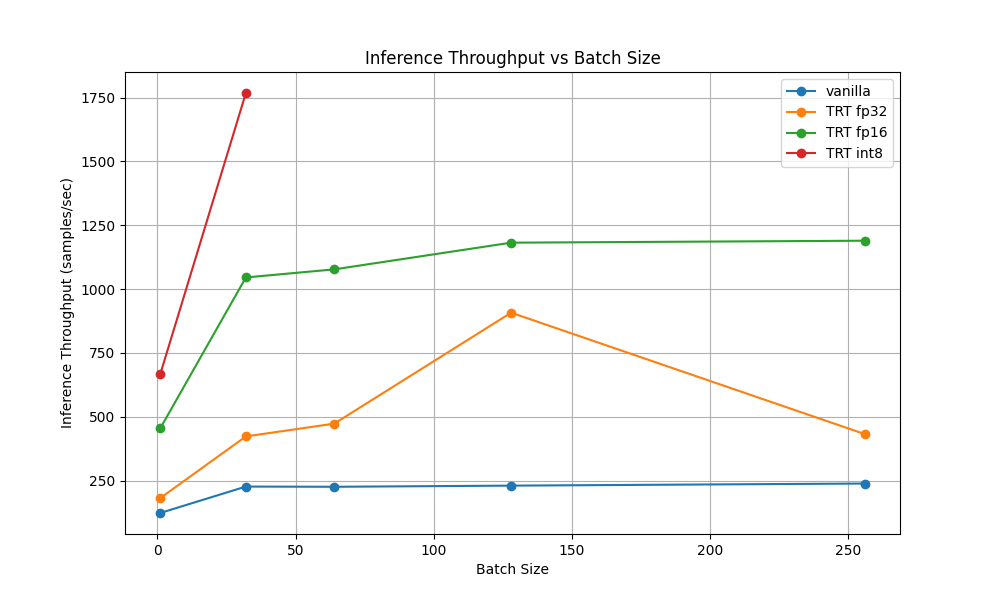 Inference Throughput vs Batch Size
vanilla
TRT fp32
TRT fp16
TRT int8
Inference Throughput (samples/sec)
1750
1500
1250
1000
750
500
250
0 50 100 150 200 250
Batch Size